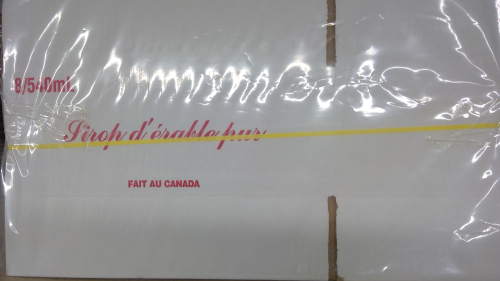 8/540mL
Sirop d'érable pur
FAIT AU CANADA